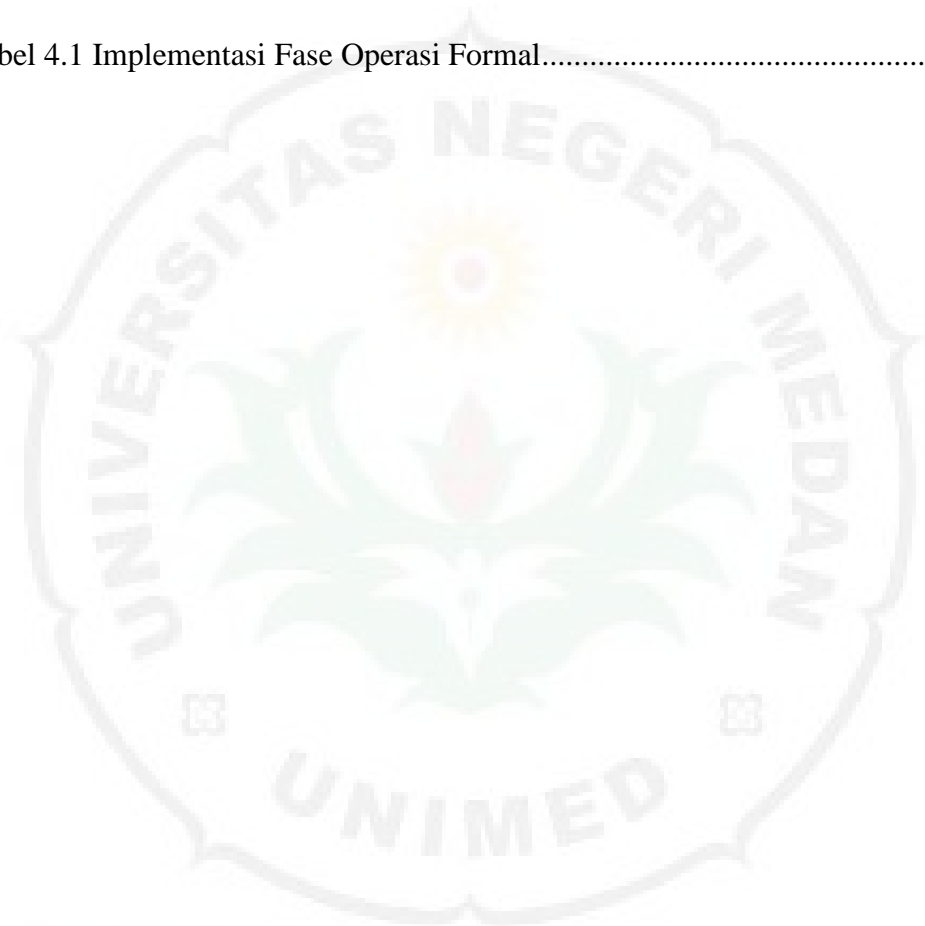 bel 4.1 Implementasi Fase Operasi Formal................................................
UNIVERSITAS NEGERI MEDAN
UNIMED